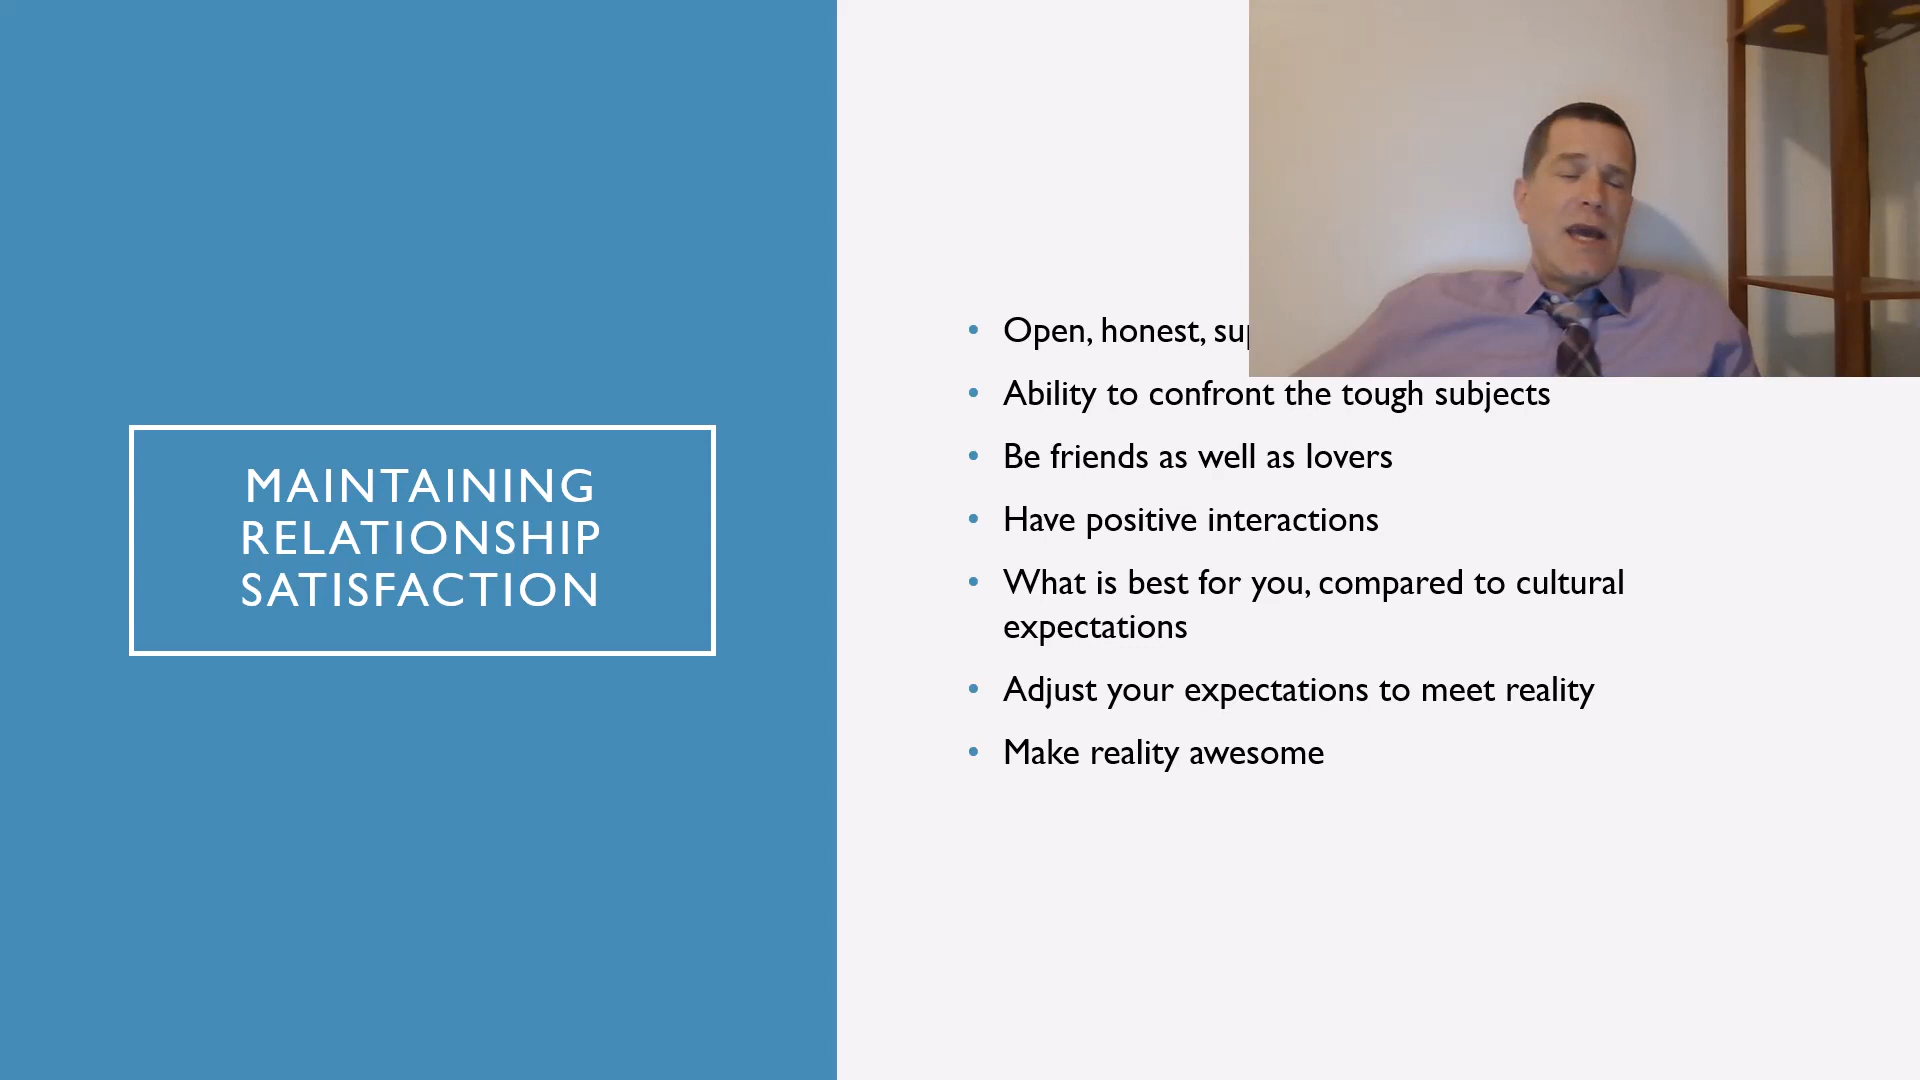 MAINTAINING
RELATIONSHIP
SATISFACTION
• Open, honest,
• Ability to confront the tough subjects
• Be friends as well as lovers
• Have positive interactions
• What is best for you, compared to cultural
expectations
• Adjust your expectations to meet reality
• Make reality awesome